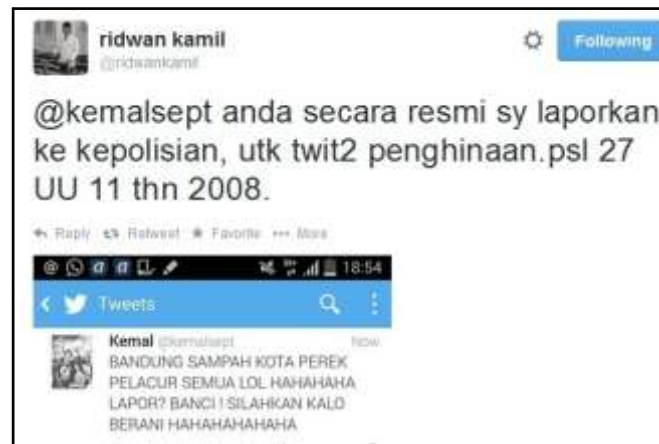 ridwan kamil
@ridwankamil
Following
@kemalsept anda secara resmi sy laporkan
ke kepolisian, utk twit2 penghinaan.psl 27
UU 11 thn 2008.
Reply Retweet Favorite More
18:54
Tweets
Kemal @kemalsept Now
BANDUNG SAMPAH KOTA PEREK
PELACUR SEMUA LOL HAHAHAHA
LAPOR? BANCI ! SILAHKAN KALO
BERANI HAHAHAHAHAHA